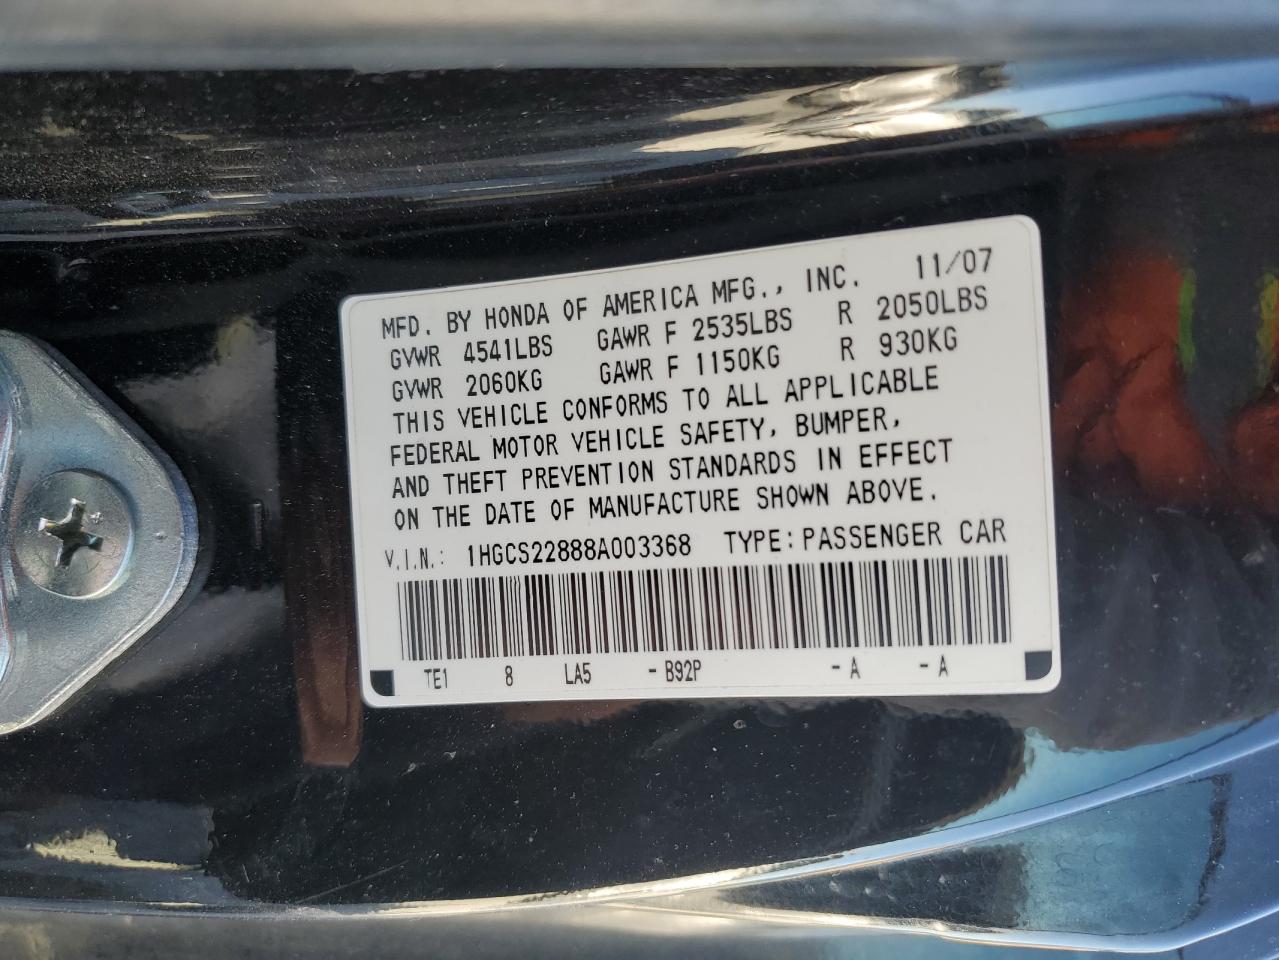 MFD. BY HONDA OF AMERICA MFG., INC. 11/07
GVWR 4541LBS GAWR F 2535LBS R 2050LBS
GVWR 2060KG GAWR F 1150KG R 930KG
THIS VEHICLE CONFORMS TO ALL APPLICABLE
FEDERAL MOTOR VEHICLE SAFETY, BUMPER,
AND THEFT PREVENTION STANDARDS IN EFFECT
ON THE DATE OF MANUFACTURE SHOWN ABOVE.
V.I.N.: 1HGCS22888A003368 TYPE: PASSENGER CAR
TE1 8 LA5 -B92P -A -A